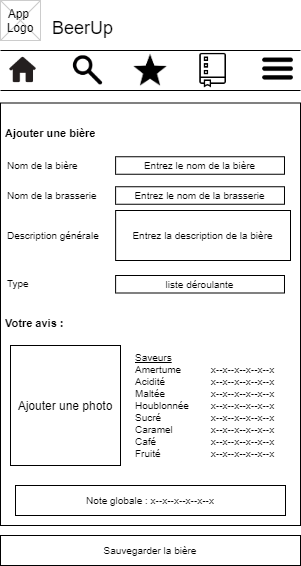 App
Logo
BeerUp
Ajouter une bière
Nom de la bière
Entrez le nom de la bière
Nom de la brasserie
Entrez le nom de la brasserie
Description générale
Entrez la description de la bière
Type
liste déroulante
Votre avis :
Ajouter une photo
Saveurs
Amertume x--x--x--x--x--x
Acidité x--x--x--x--x--x
Maltée x--x--x--x--x--x
Houblonnée x--x--x--x--x--x
Sucré x--x--x--x--x--x
Caramel x--x--x--x--x--x
Café x--x--x--x--x--x
Fruité x--x--x--x--x--x
Note globale : x--x--x--x--x--x
Sauvegarder la bière